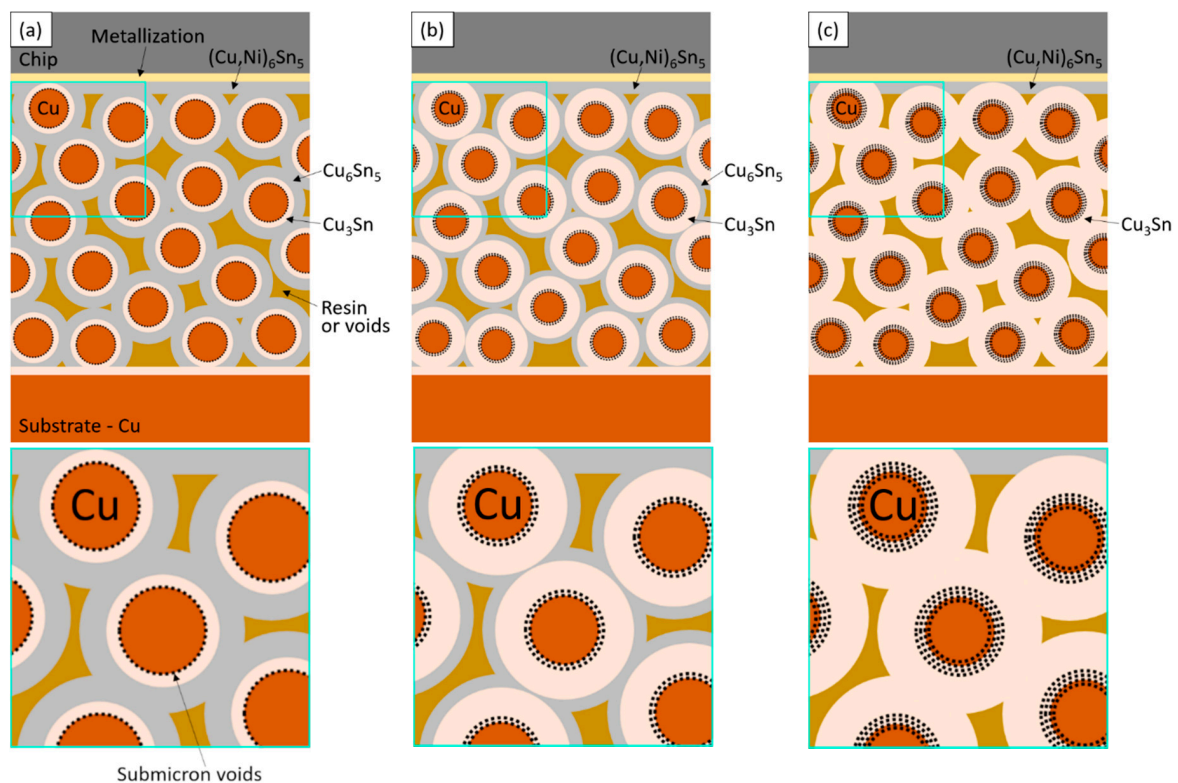 (a)
Metallization
Chip
(Cu,Ni)₆Sn₅
Cu
Cu₆Sn₅
Cu₃Sn
Resin
or voids
Substrate - Cu
Cu
Submicron voids
(b)
(Cu,Ni)₆Sn₅
Cu
Cu₆Sn₅
Cu₃Sn
Cu
(c)
(Cu,Ni)₆Sn₅
Cu
Cu₃Sn
Cu